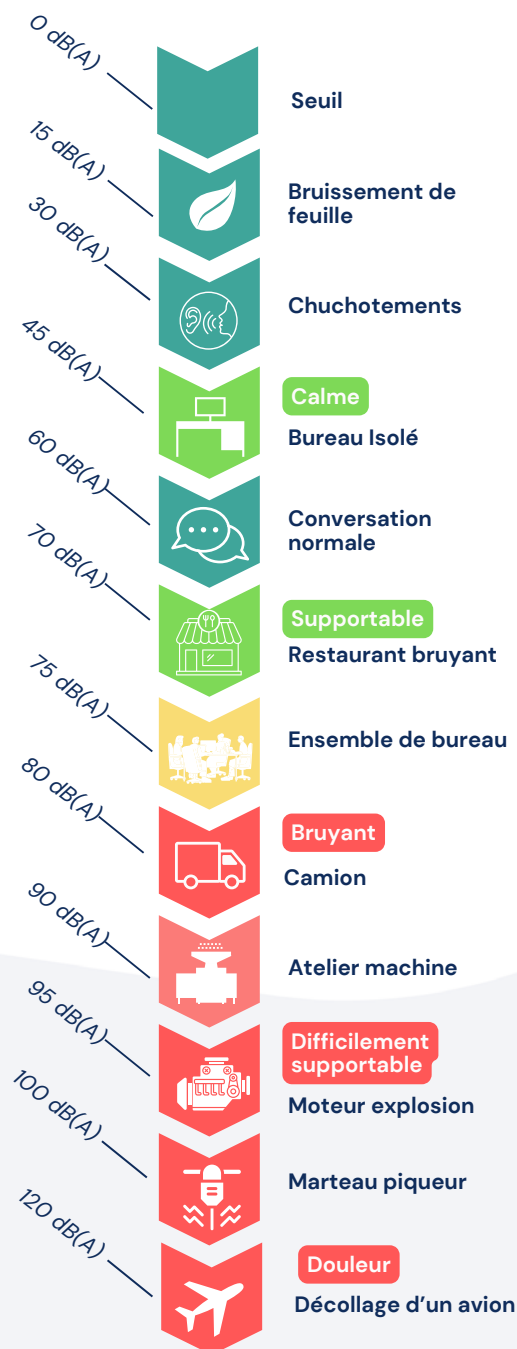 0 dB(A)
Seuil
15 dB(A)
Bruissement de
feuille
30 dB(A)
Chuchotements
45 dB(A)
Calme
Bureau Isolé
60 dB(A)
Conversation
normale
70 dB(A)
Supportable
Restaurant bruyant
75 dB(A)
Ensemble de bureau
80 dB(A)
Bruyant
Camion
90 dB(A)
Atelier machine
95 dB(A)
Difficilement
supportable
Moteur explosion
100 dB(A)
Marteau piqueur
120 dB(A)
Douleur
Décollage d'un avion